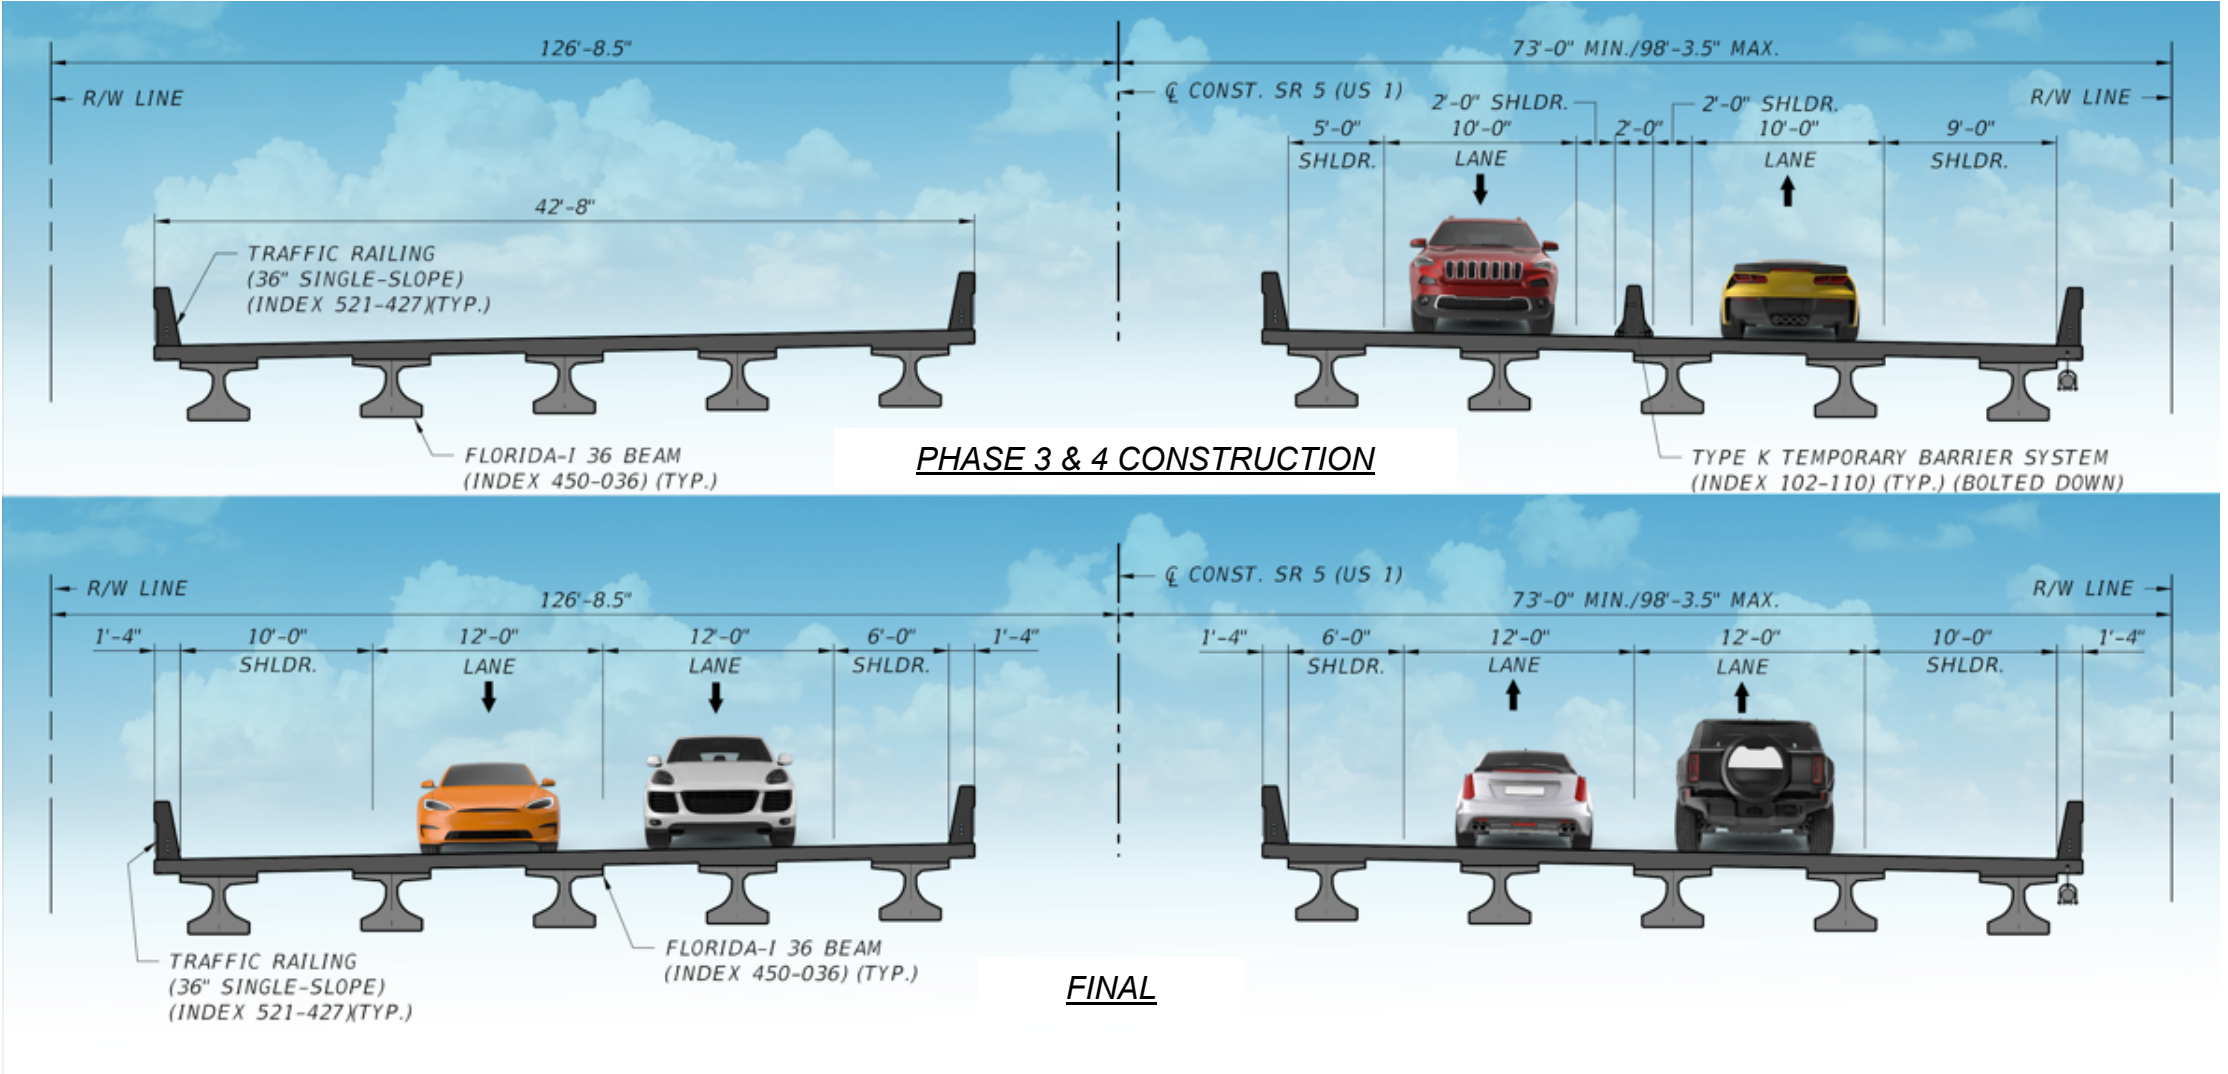 126'-8.5"
73'-0" MIN./98'-3.5" MAX.
R/W LINE
℄ CONST. SR 5 (US 1)
R/W LINE
2'-0" SHLDR.
2'-0" SHLDR.
5'-0"
10'-0"
2'-0"
10'-0"
9'-0"
SHLDR.
LANE
LANE
SHLDR.
42'-8"
TRAFFIC RAILING
(36" SINGLE-SLOPE)
(INDEX 521-427)(TYP.)
FLORIDA-I 36 BEAM
(INDEX 450-036) (TYP.)
PHASE 3 & 4 CONSTRUCTION
TYPE K TEMPORARY BARRIER SYSTEM
(INDEX 102-110) (TYP.) (BOLTED DOWN)
R/W LINE
℄ CONST. SR 5 (US 1)
R/W LINE
126'-8.5"
73'-0" MIN./98'-3.5" MAX.
1'-4"
10'-0"
12'-0"
12'-0"
6'-0"
1'-4"
1'-4"
6'-0"
12'-0"
12'-0"
10'-0"
1'-4"
SHLDR.
LANE
LANE
SHLDR.
SHLDR.
LANE
LANE
SHLDR.
TRAFFIC RAILING
(36" SINGLE-SLOPE)
(INDEX 521-427)(TYP.)
FLORIDA-I 36 BEAM
(INDEX 450-036) (TYP.)
FINAL